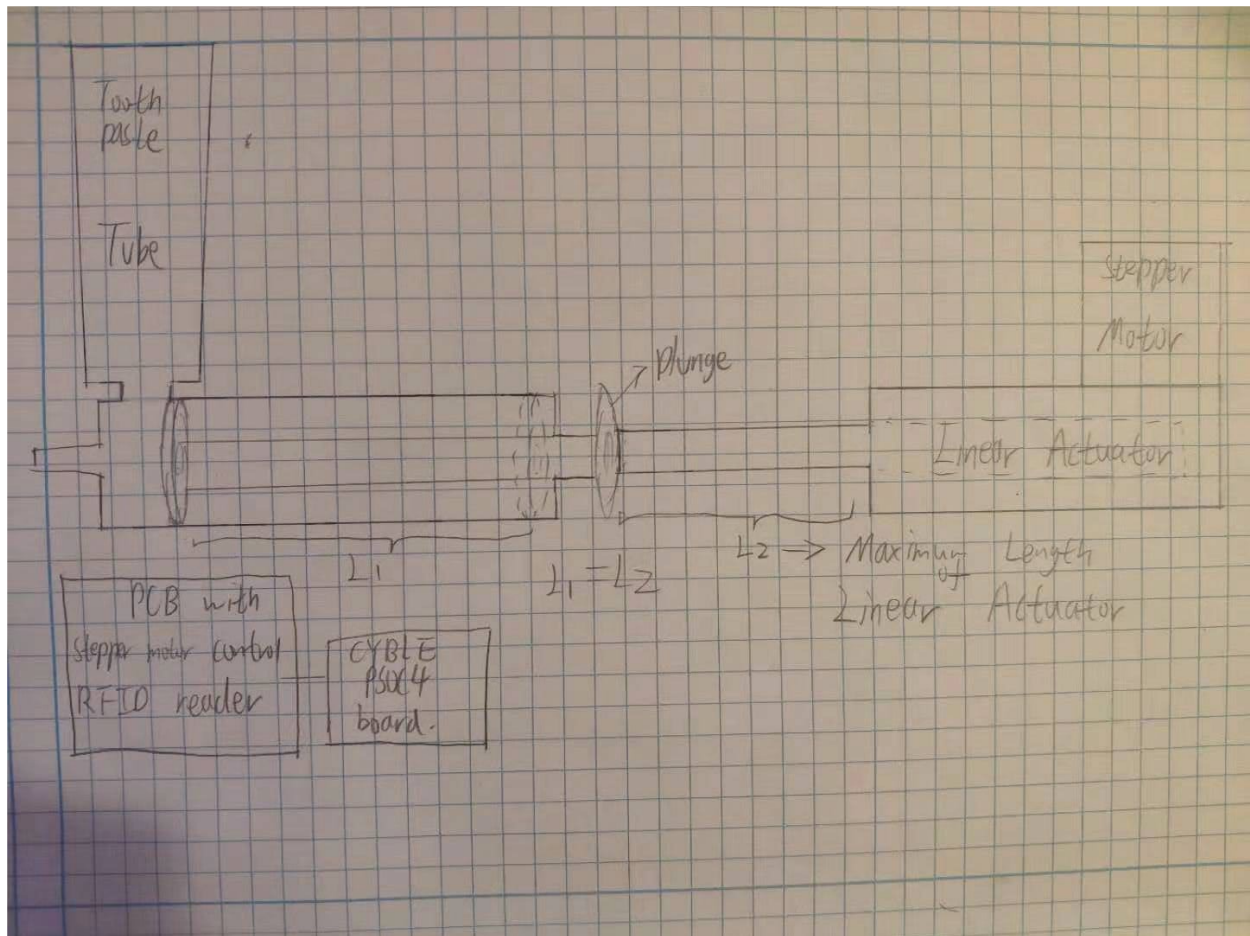 Tooth
paste
Tube
Stepper
Motor
Plunge
Linear Actuator
L1
L1 = L2
L2 → Maximum Length
of
Linear Actuator
PCB with
Stepper motor control
RFID reader
CYBLE
PSOC4
board.